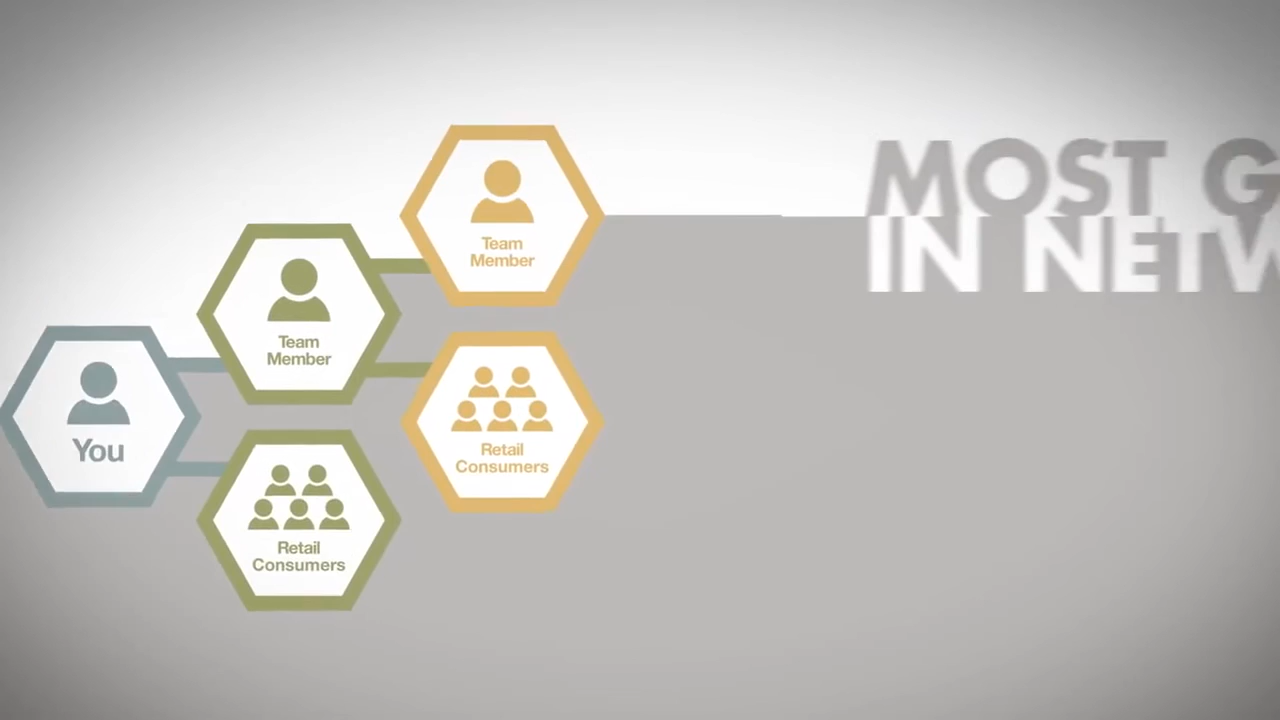 You
Team
Member
Retail
Consumers
Team
Member
Retail
Consumers
MOST G
IN NETW